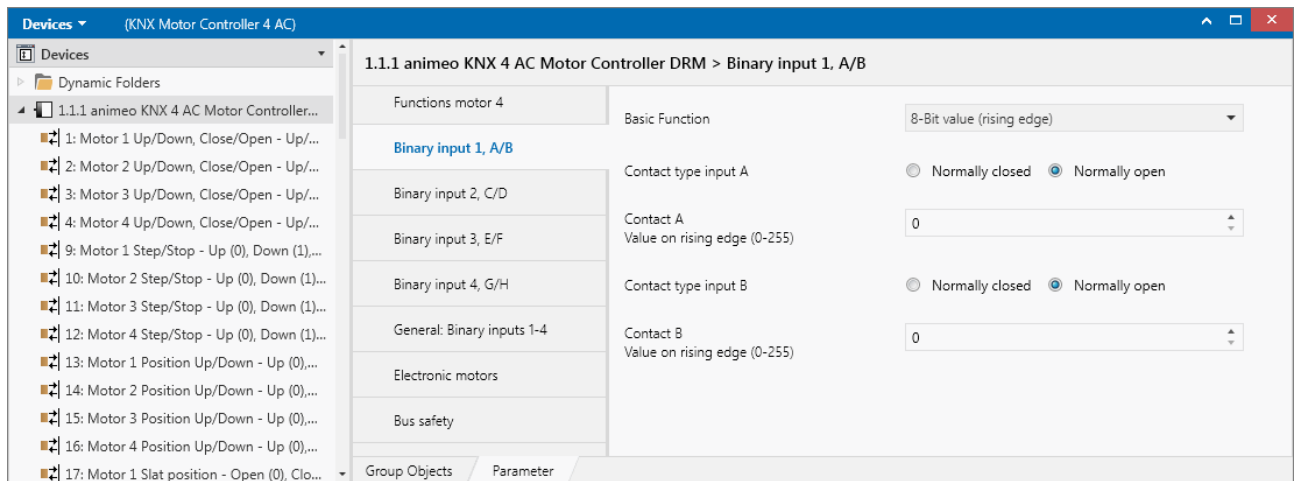 Devices (KNX Motor Controller 4 AC)
Devices
Dynamic Folders
1.1.1 animeo KNX 4 AC Motor Controller...
1: Motor 1 Up/Down, Close/Open - Up/...
2: Motor 2 Up/Down, Close/Open - Up/...
3: Motor 3 Up/Down, Close/Open - Up/...
4: Motor 4 Up/Down, Close/Open - Up/...
9: Motor 1 Step/Stop - Up (0), Down (1),...
10: Motor 2 Step/Stop - Up (0), Down (1)...
11: Motor 3 Step/Stop - Up (0), Down (1)...
12: Motor 4 Step/Stop - Up (0), Down (1)...
13: Motor 1 Position Up/Down - Up (0),...
14: Motor 2 Position Up/Down - Up (0),...
15: Motor 3 Position Up/Down - Up (0),...
16: Motor 4 Position Up/Down - Up (0),...
17: Motor 1 Slat position - Open (0), Clo...
1.1.1 animeo KNX 4 AC Motor Controller DRM > Binary input 1, A/B
Functions motor 4
Binary input 1, A/B
Binary input 2, C/D
Binary input 3, E/F
Binary input 4, G/H
General: Binary inputs 1-4
Electronic motors
Bus safety
Basic Function 8-Bit value (rising edge)
Contact type input A Normally closed Normally open
Contact A
Value on rising edge (0-255) 0
Contact type input B Normally closed Normally open
Contact B
Value on rising edge (0-255) 0
Group Objects Parameter